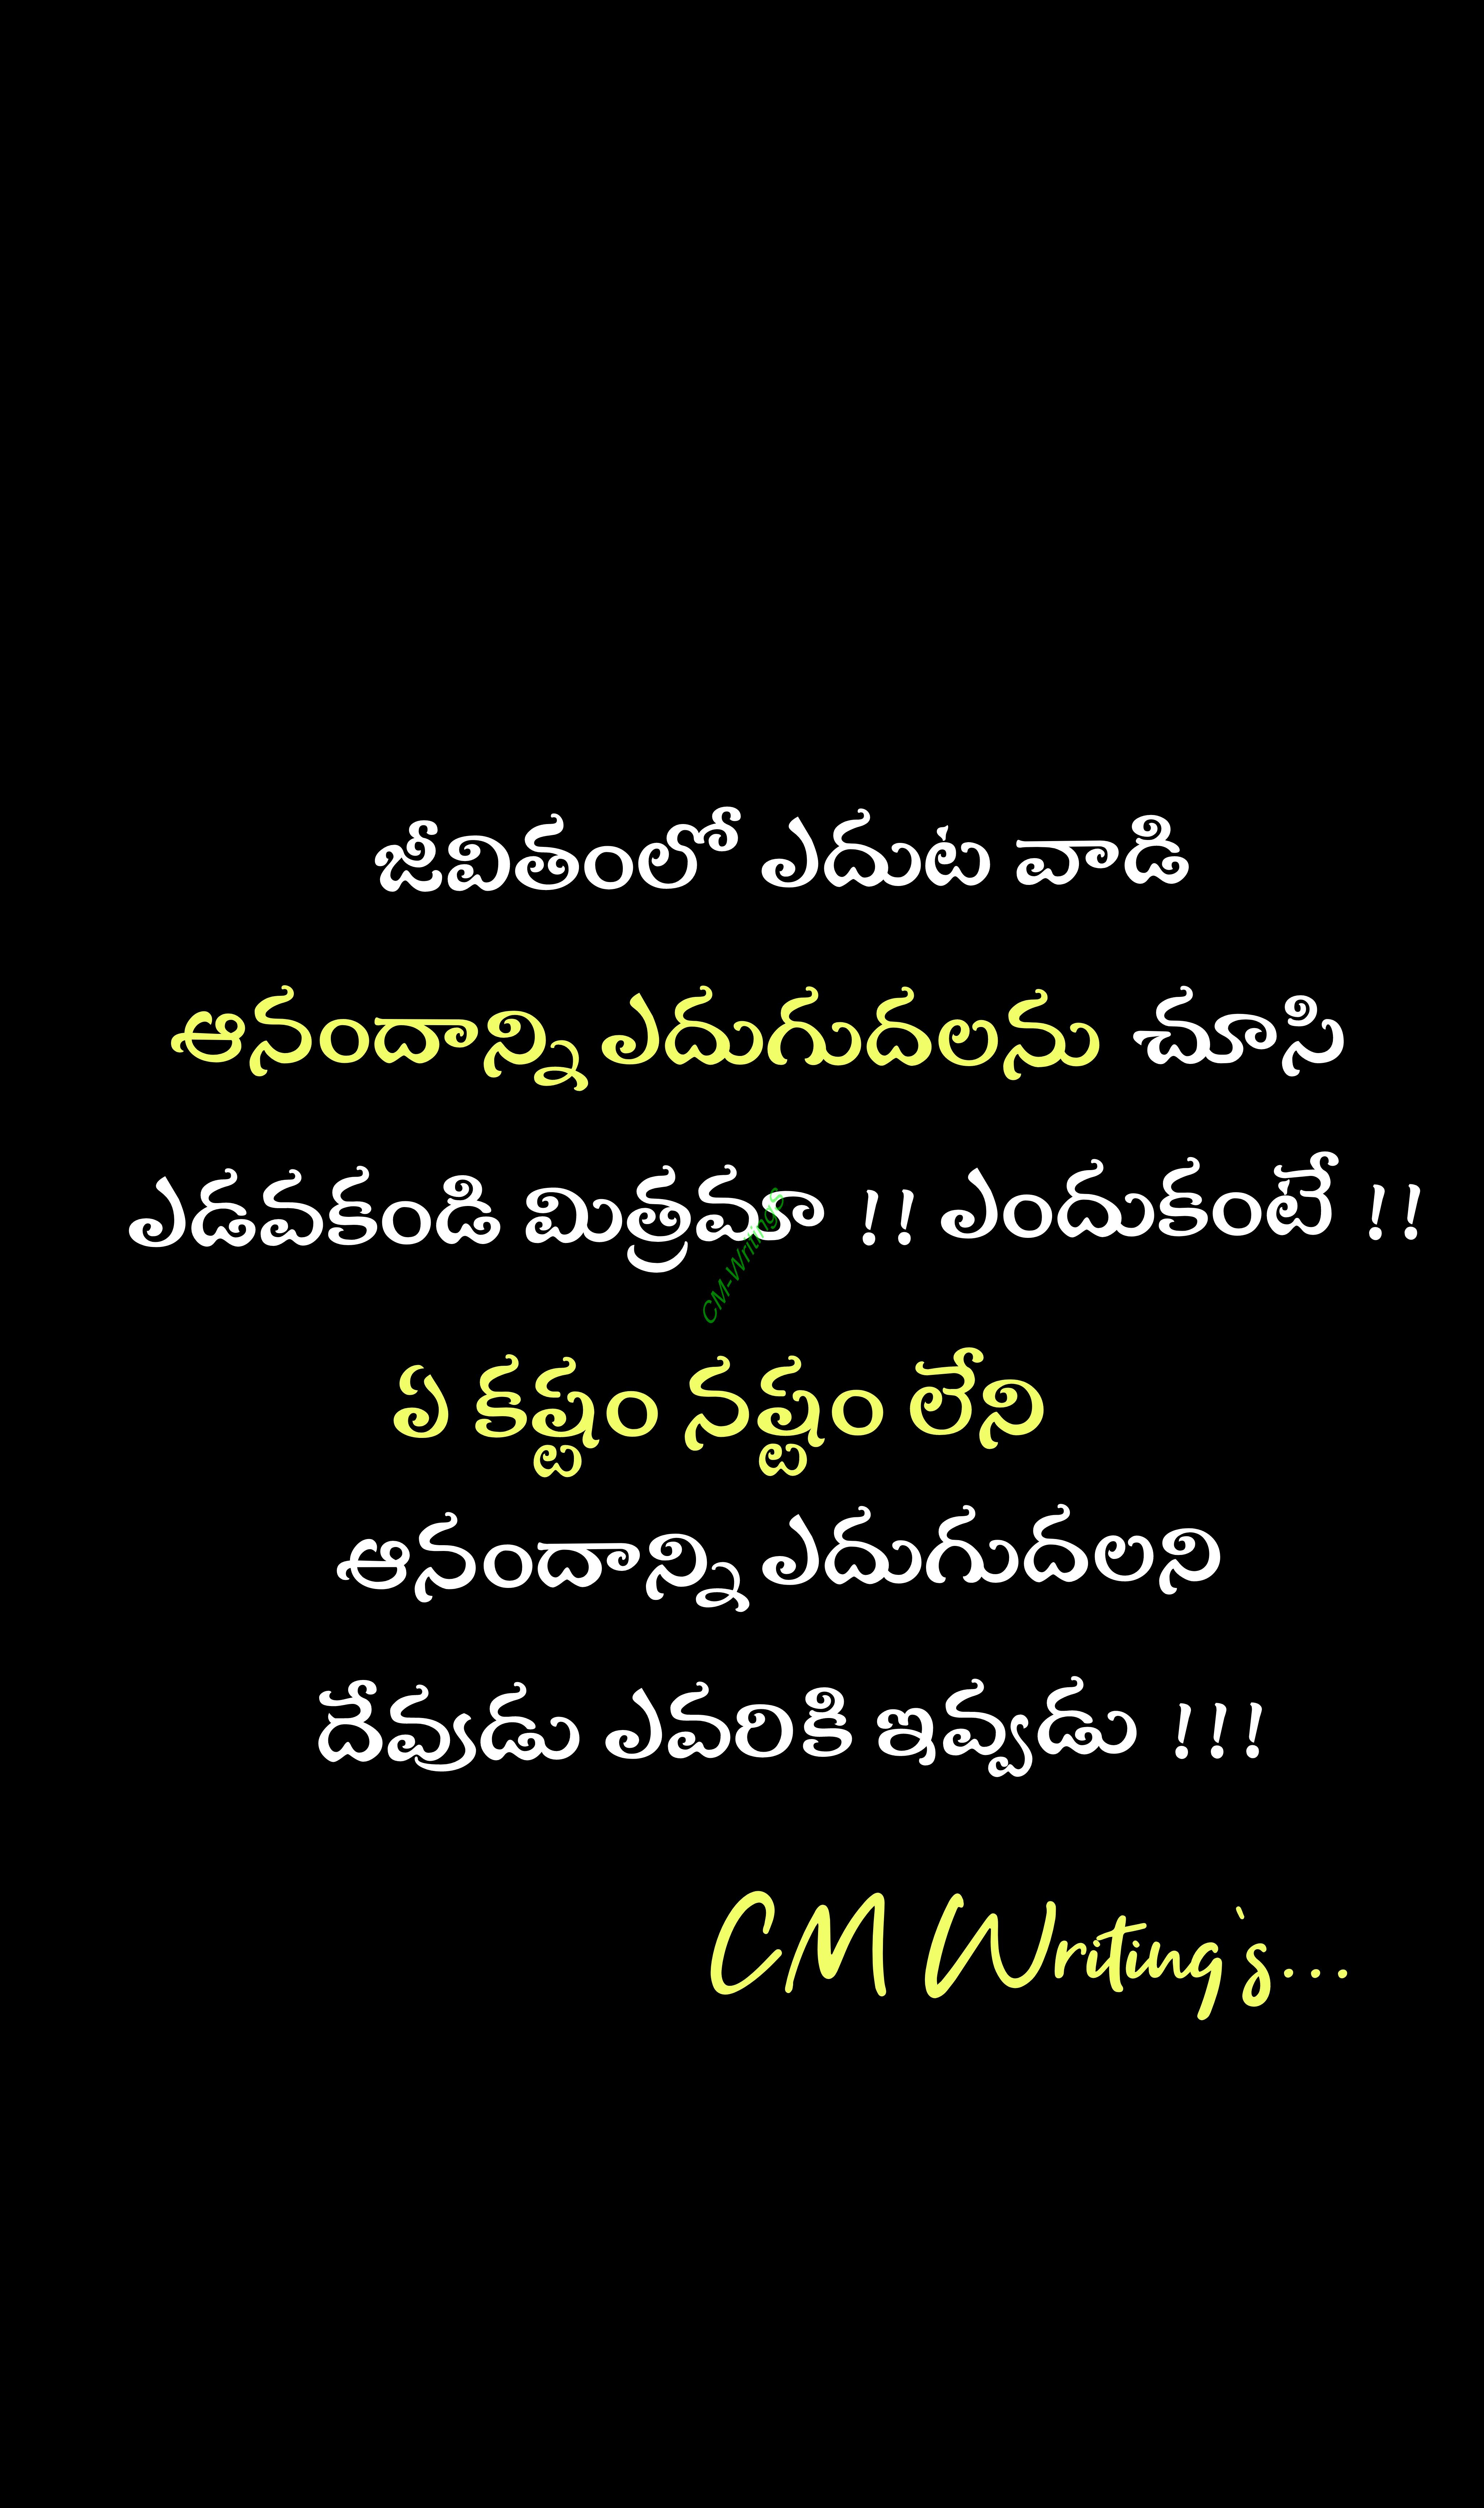 జీవితంలో ఎదుట వాడి
ఆనందాన్ని ఎదుగుదలను చూసి
ఎడవకండి మిత్రమా !! ఎందుకంటే !!
ఏ కష్టం నష్టం లేని
ఆనందాన్ని ఎదుగుదలని
దేవుడు ఎవరికి ఇవ్వడు !!!
CM Writing`s...
CM-Writings